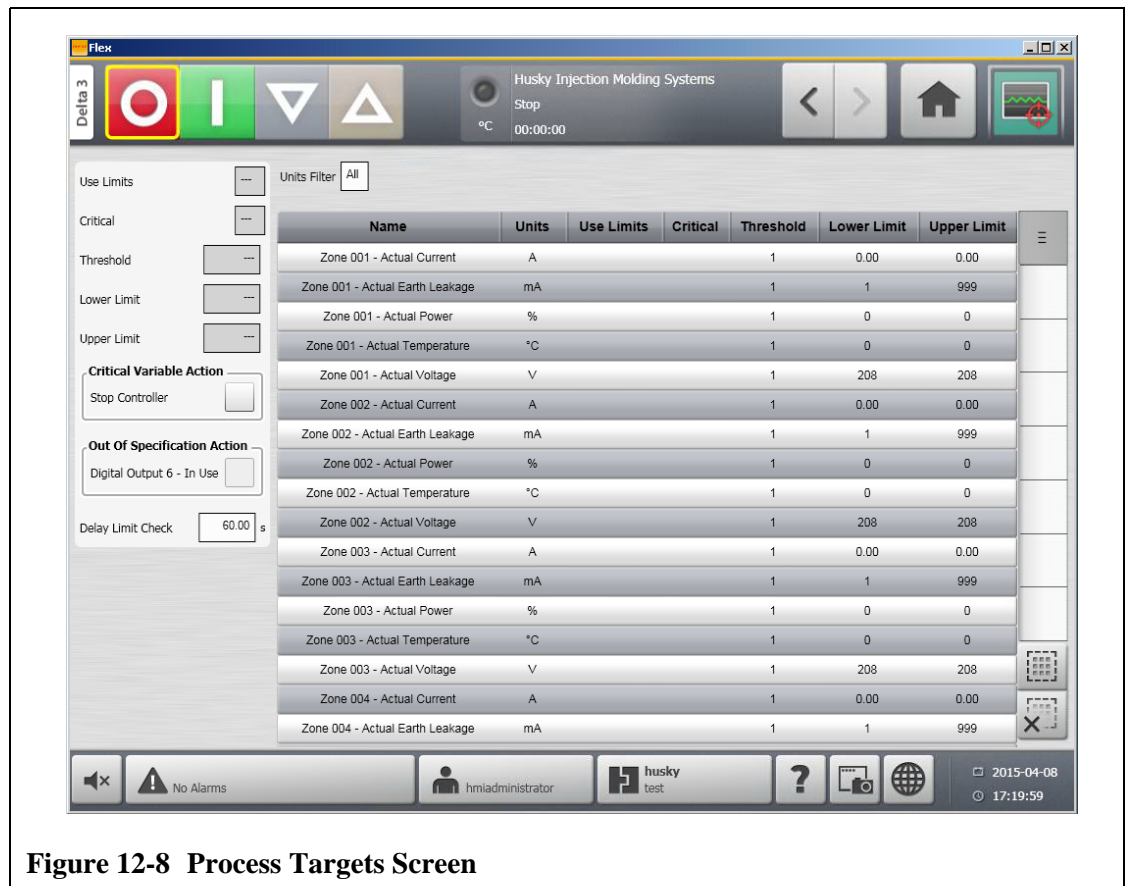 Flex
Delta 3
Husky Injection Molding Systems
Stop
°C 00:00:00
Use Limits ---
Critical ---
Threshold ---
Lower Limit ---
Upper Limit ---
Critical Variable Action
Stop Controller
Out Of Specification Action
Digital Output 6 - In Use
Delay Limit Check 60.00 s
Units Filter All
Name Units Use Limits Critical Threshold Lower Limit Upper Limit
Zone 001 - Actual Current A 1 0.00 0.00
Zone 001 - Actual Earth Leakage mA 1 1 999
Zone 001 - Actual Power % 1 0 0
Zone 001 - Actual Temperature °C 1 0 0
Zone 001 - Actual Voltage V 1 208 208
Zone 002 - Actual Current A 1 0.00 0.00
Zone 002 - Actual Earth Leakage mA 1 1 999
Zone 002 - Actual Power % 1 0 0
Zone 002 - Actual Temperature °C 1 0 0
Zone 002 - Actual Voltage V 1 208 208
Zone 003 - Actual Current A 1 0.00 0.00
Zone 003 - Actual Earth Leakage mA 1 1 999
Zone 003 - Actual Power % 1 0 0
Zone 003 - Actual Temperature °C 1 0 0
Zone 003 - Actual Voltage V 1 208 208
Zone 004 - Actual Current A 1 0.00 0.00
Zone 004 - Actual Earth Leakage mA 1 1 999
No Alarms
hmiadministrator
husky
test
?
2015-04-08
17:19:59
Figure 12-8 Process Targets Screen